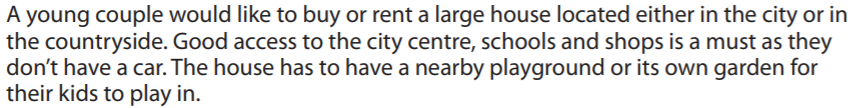 A young couple would like to buy or rent a large house located either in the city or in
the countryside. Good access to the city centre, schools and shops is a must as they
don’t have a car. The house has to have a nearby playground or its own garden for
their kids to play in.